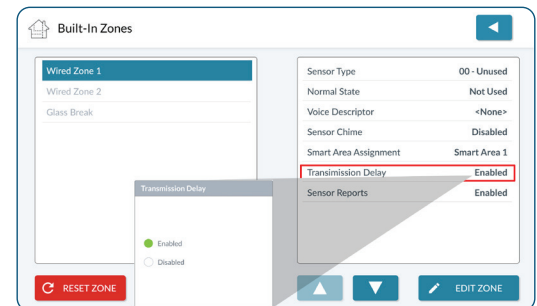 Built-In Zones
Wired Zone 1
Wired Zone 2
Glass Break
Sensor Type 00 - Unused
Normal State Not Used
Voice Descriptor <None>
Sensor Chime Disabled
Smart Area Assignment Smart Area 1
Transimission Delay Enabled
Sensor Reports Enabled
Transmission Delay
Enabled
Disabled
RESET ZONE
EDIT ZONE